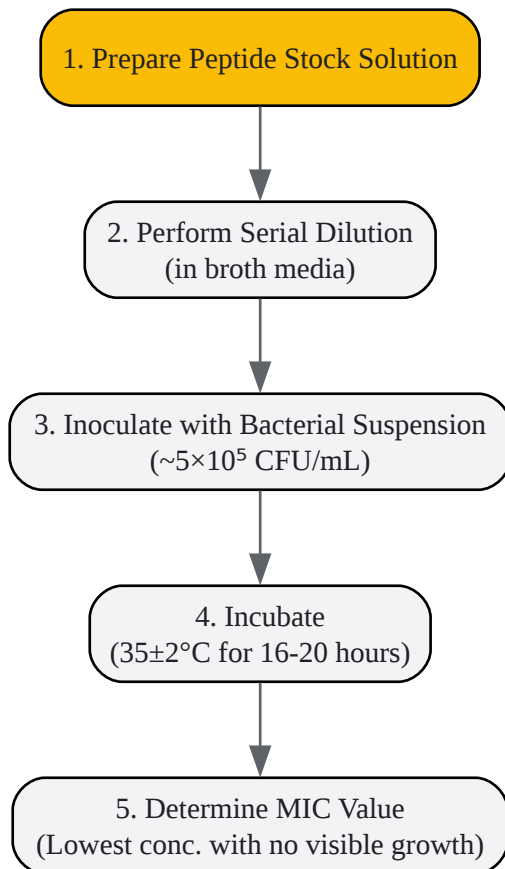 1. Prepare Peptide Stock Solution
2. Perform Serial Dilution
(in broth media)
3. Inoculate with Bacterial Suspension
(~5×10⁵ CFU/mL)
4. Incubate
(35±2°C for 16-20 hours)
5. Determine MIC Value
(Lowest conc. with no visible growth)